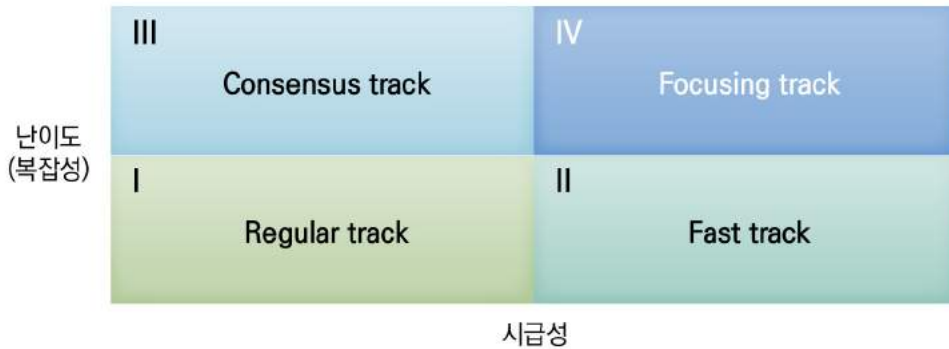 III
Consensus track
IV
Focusing track
난이도
(복잡성)
I
Regular track
II
Fast track
시급성